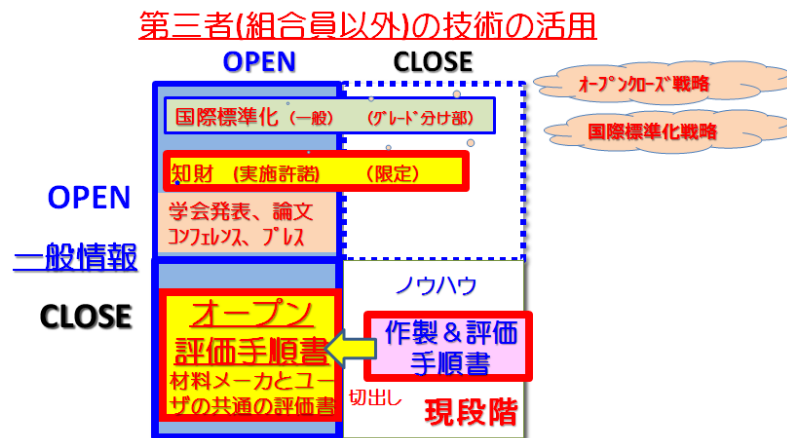 第三者(組合員以外)の技術の活用
OPEN
CLOSE
ｵｰﾌﾟﾝｸﾛｰｽﾞ戦略
国際標準化（一般）
（ｸﾞﾚｰﾄﾞ分け部）
国際標準化戦略
知財（実施許諾）
（限定）
OPEN
学会発表、論文
ｺﾝﾌｧﾚﾝｽ、ﾌﾟﾚｽ
一般情報
ノウハウ
CLOSE
オープン
評価手順書
材料メーカとユー
ザの共通の評価書
作製＆評価
手順書
切出し
現段階